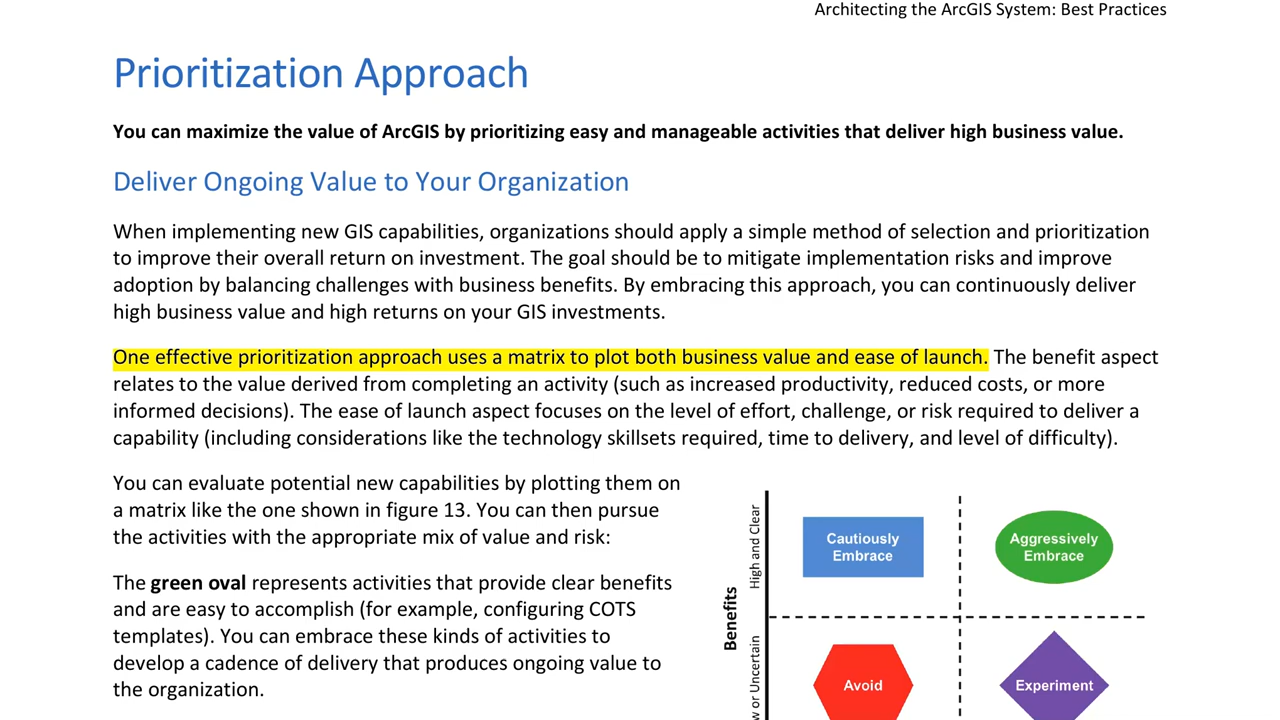 Architecting the ArcGIS System: Best Practices
Prioritization Approach
You can maximize the value of ArcGIS by prioritizing easy and manageable activities that deliver high business value.
Deliver Ongoing Value to Your Organization
When implementing new GIS capabilities, organizations should apply a simple method of selection and prioritization
to improve their overall return on investment. The goal should be to mitigate implementation risks and improve
adoption by balancing challenges with business benefits. By embracing this approach, you can continuously deliver
high business value and high returns on your GIS investments.
One effective prioritization approach uses a matrix to plot both business value and ease of launch. The benefit aspect
relates to the value derived from completing an activity (such as increased productivity, reduced costs, or more
informed decisions). The ease of launch aspect focuses on the level of effort, challenge, or risk required to deliver a
capability (including considerations like the technology skillsets required, time to delivery, and level of difficulty).
You can evaluate potential new capabilities by plotting them on
a matrix like the one shown in figure 13. You can then pursue
the activities with the appropriate mix of value and risk:
The green oval represents activities that provide clear benefits
and are easy to accomplish (for example, configuring COTS
templates). You can embrace these kinds of activities to
develop a cadence of delivery that produces ongoing value to
the organization.
Benefits
High and Clear
Cautiously
Embrace
Aggressively
Embrace
w or Uncertain
Avoid
Experiment